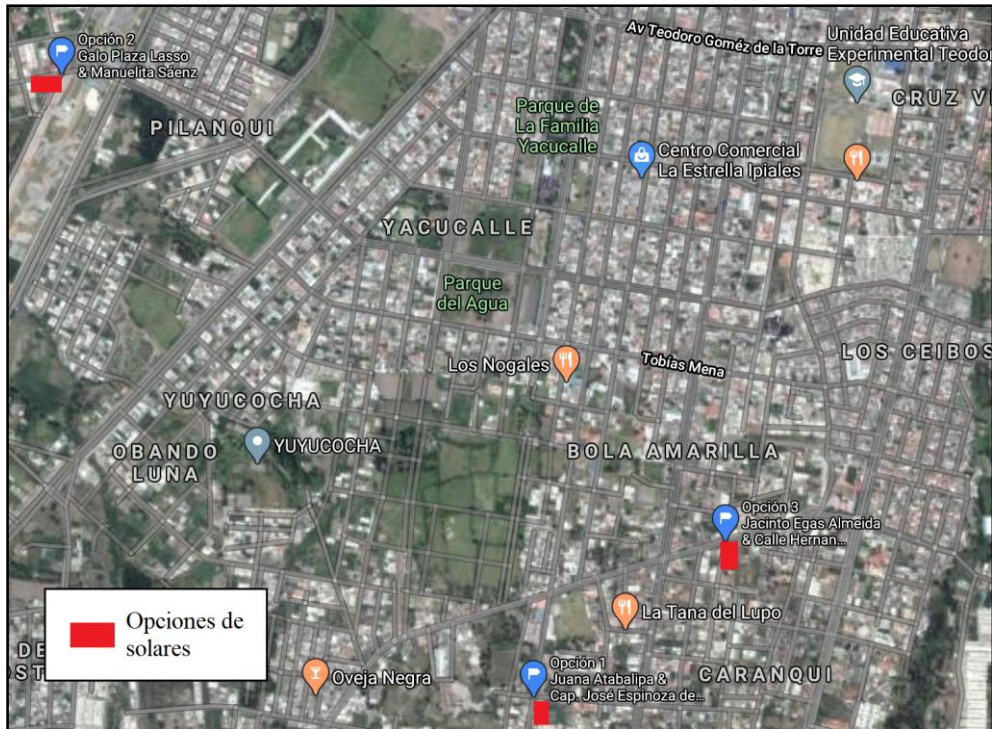 Av Teodoro Goméz de la Torre
Unidad Educativa
Experimental Teodor
Opción 2
Galo Plaza Lasso
& Manuelita Sáenz
CRUZ VE
PILANQUI
Parque de
La Familia
Yacucalle
Centro Comercial
La Estrella Ipiales
YACUCALLE
Parque
del Agua
Los Nogales
Tobías Mena
LOS CEIBOS
YUYUCOCHA
OBANDO
LUNA
YUYUCOCHA
BOLA AMARILLA
Opción 3
Jacinto Egas Almeida
& Calle Hernan...
Opciones de
solares
La Tana del Lupo
DE
OST
Oveja Negra
Opción 1
Juana Atabalipa &
Cap. José Espinoza de...
CARANQUI